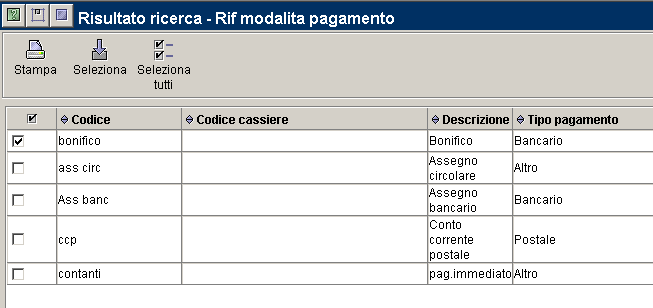 Risultato ricerca - Rif modalita pagamento
Stampa Seleziona Seleziona tutti
Codice Codice cassiere Descrizione Tipo pagamento
bonifico Bonifico Bancario
ass circ Assegno circolare Altro
Ass banc Assegno bancario Bancario
ccp Conto corrente postale Postale
contanti pag.immediato Altro